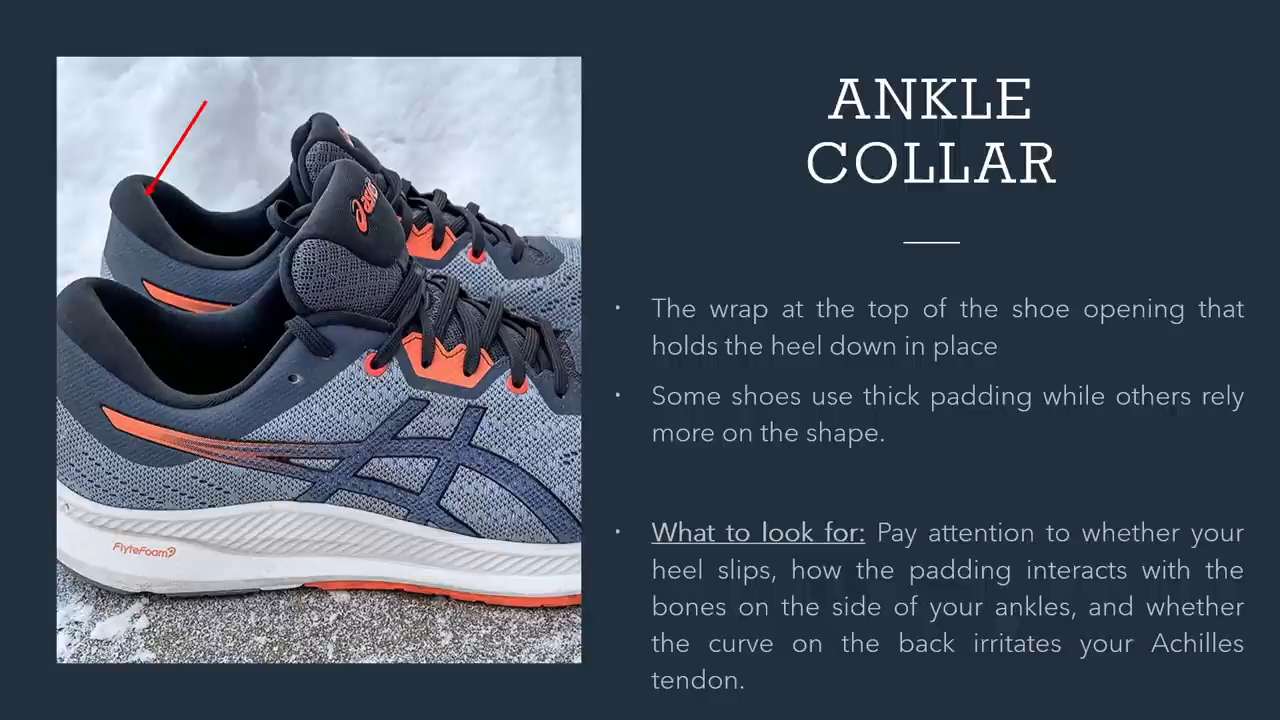 ANKLE
COLLAR
The wrap at the top of the shoe opening that
holds the heel down in place
Some shoes use thick padding while others rely
more on the shape.
What to look for: Pay attention to whether your
heel slips, how the padding interacts with the
bones on the side of your ankles, and whether
the curve on the back irritates your Achilles
tendon.
asics
FlyteFoam